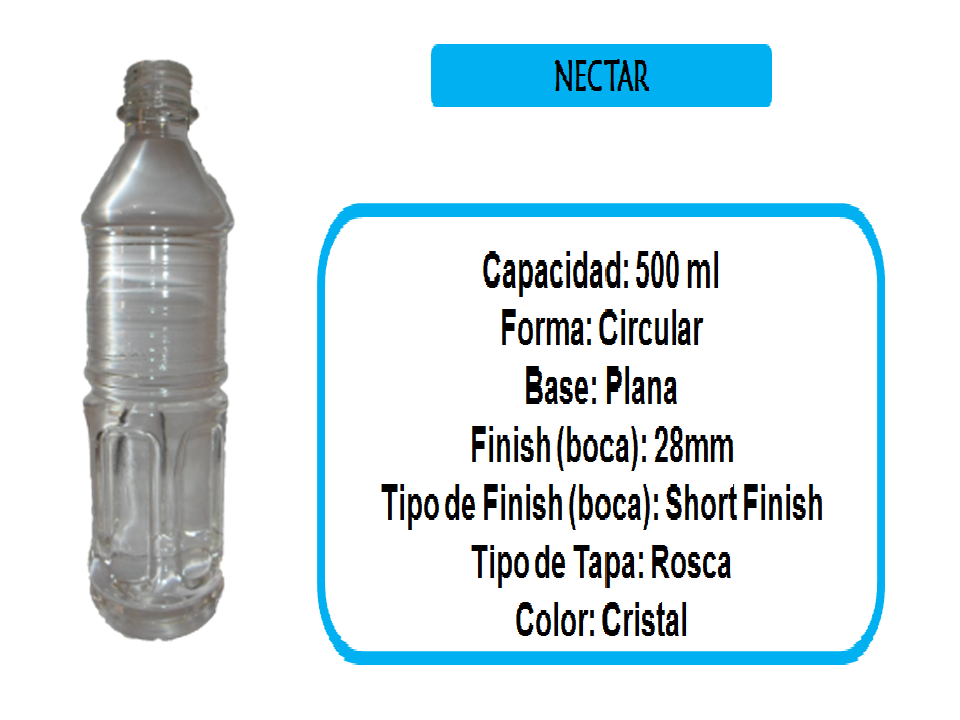 NECTAR
Capacidad: 500 ml
Forma: Circular
Base: Plana
Finish (boca): 28mm
Tipo de Finish (boca): Short Finish
Tipo de Tapa: Rosca
Color: Cristal